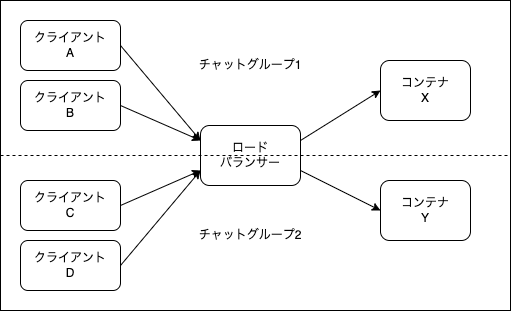 クライアント
A
クライアント
B
チャットグループ1
コンテナ
X
ロード
バランサー
クライアント
C
クライアント
D
チャットグループ2
コンテナ
Y